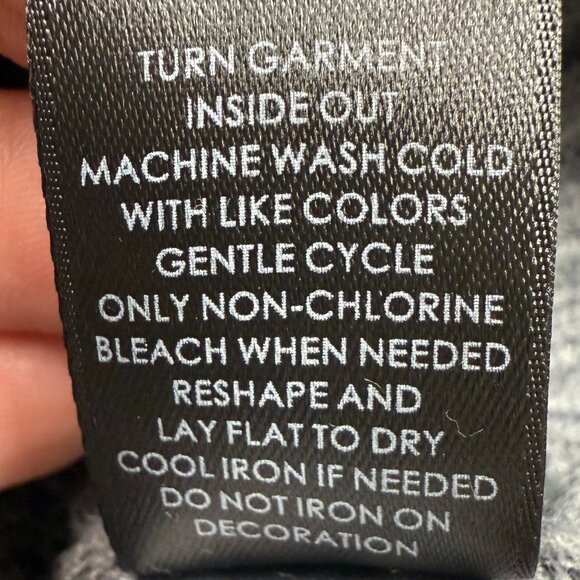 TURN GARMENT
INSIDE OUT
MACHINE WASH COLD
WITH LIKE COLORS
GENTLE CYCLE
ONLY NON-CHLORINE
BLEACH WHEN NEEDED
RESHAPE AND
LAY FLAT TO DRY
COOL IRON IF NEEDED
DO NOT IRON ON
DECORATION